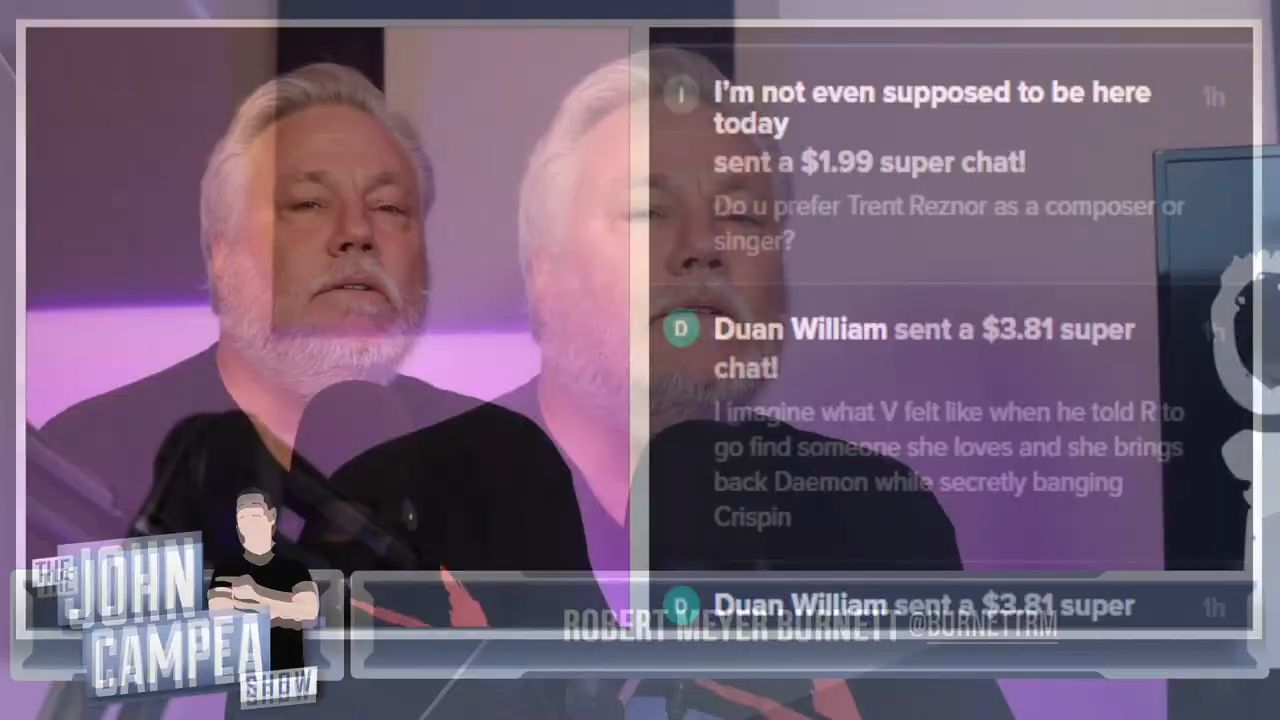 I
I'm not even supposed to be here
today
1h
sent a $1.99 super chat!
Do u prefer Trent Reznor as a composer or
singer?
D
Duan William sent a $3.81 super
chat!
1h
I imagine what V felt like when he told R to
go find someone she loves and she brings
back Daemon while secretly banging
Crispin
D
Duan William sent a $3.81 super
1h
ROBERT MEYER BURNETT @BURNETTRM
THE
JOHN
CAMPEA
SHOW